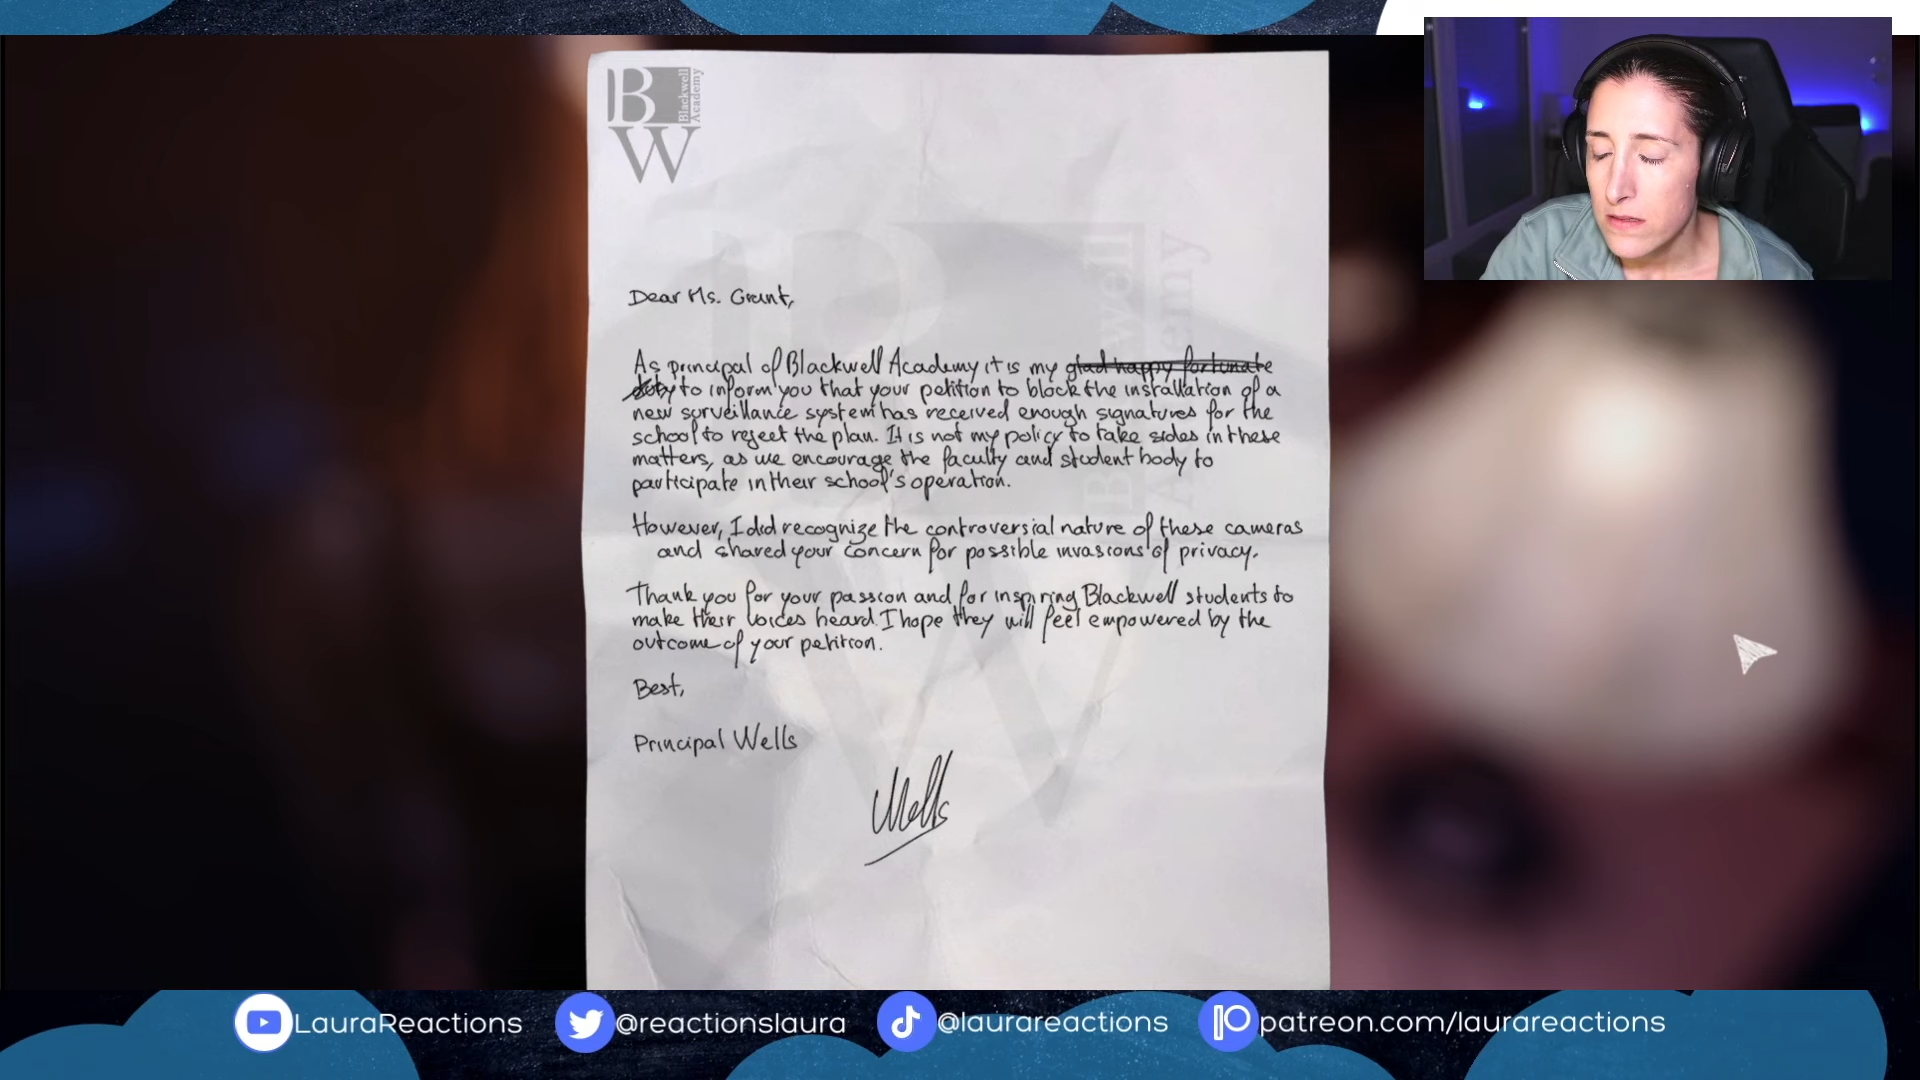 BW
Blackwell
Academy
Dear Ms. Grant,
As principal of Blackwell Academy it is my glad happy fortunate
duty to inform you that your petition to block the installation of a
new surveillance system has received enough signatures for the
school to reject the plan. It is not my policy to take sides in these
matters, as we encourage the faculty and student body to
participate in their school's operation.
However, I did recognize the controversial nature of these cameras
and shared your concern for possible invasions of privacy.
Thank you for your passion and for inspiring Blackwell students to
make their voices heard. I hope they will feel empowered by the
outcome of your petition.
Best,
Principal Wells
Wells
LauraReactions
@reactionslaura
@laurareactions
patreon.com/laurareactions